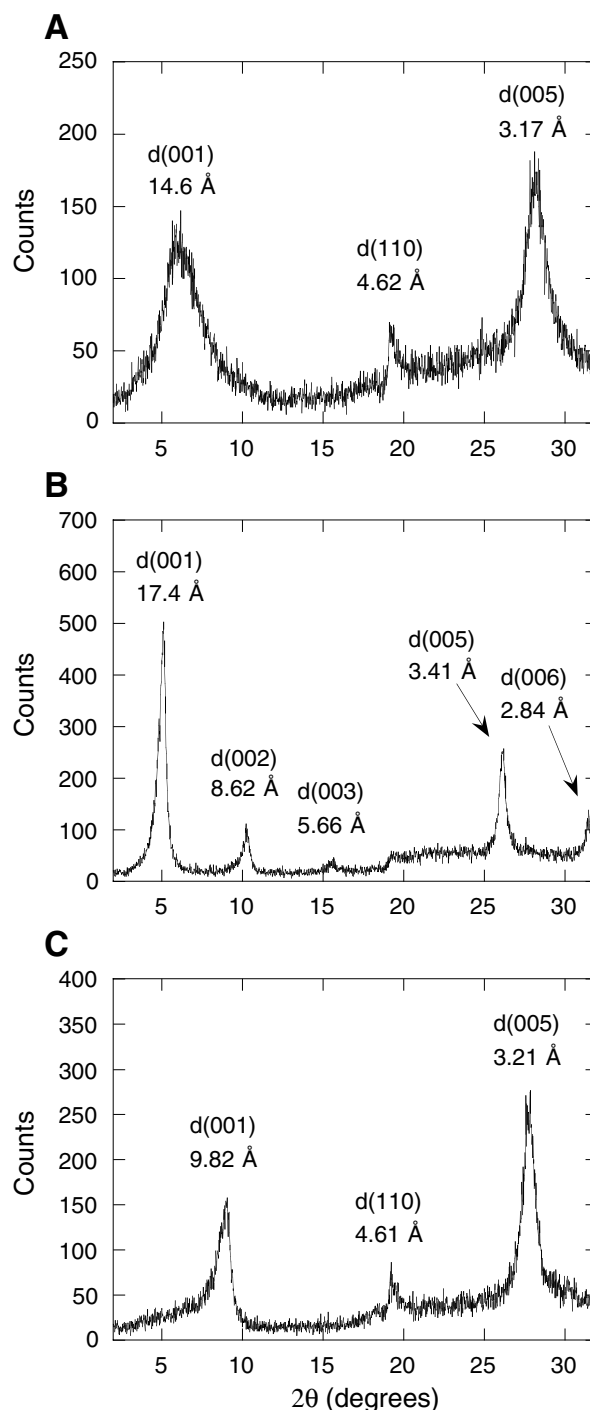 A
250
200
150
100
50
0
Counts
d(001)
14.6 Å
d(110)
4.62 Å
d(005)
3.17 Å
5 10 15 20 25 30
B
700
600
500
400
300
200
100
0
Counts
d(001)
17.4 Å
d(002)
8.62 Å
d(003)
5.66 Å
d(005)
3.41 Å
d(006)
2.84 Å
5 10 15 20 25 30
C
400
350
300
250
200
150
100
50
0
Counts
d(001)
9.82 Å
d(110)
4.61 Å
d(005)
3.21 Å
5 10 15 20 25 30
2θ (degrees)